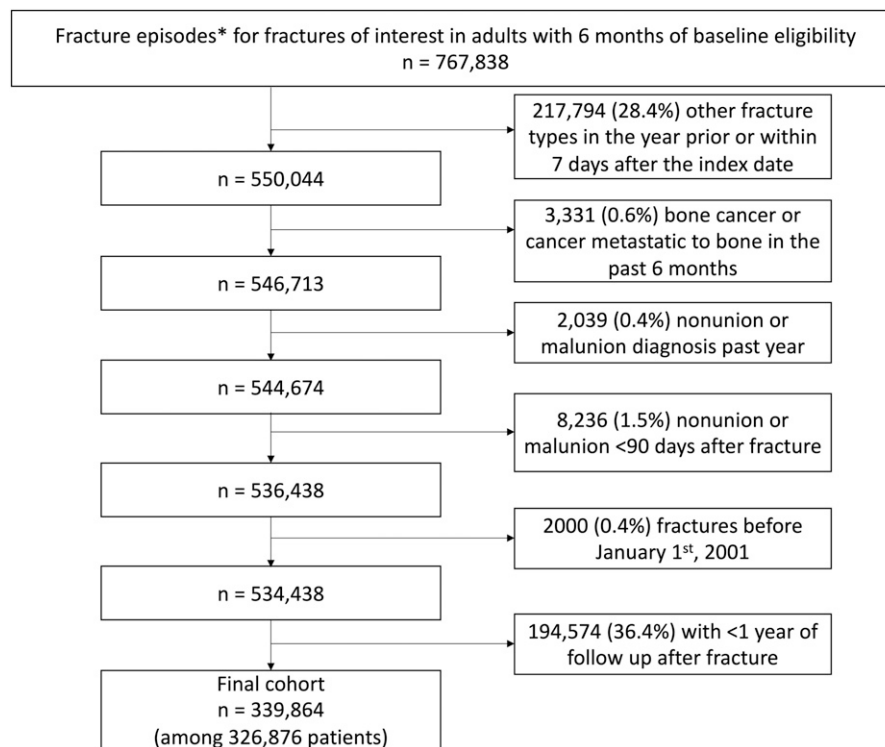 Fracture episodes* for fractures of interest in adults with 6 months of baseline eligibility
n = 767,838
217,794 (28.4%) other fracture
types in the year prior or within
7 days after the index date
n = 550,044
3,331 (0.6%) bone cancer or
cancer metastatic to bone in the
past 6 months
n = 546,713
2,039 (0.4%) nonunion or
malunion diagnosis past year
n = 544,674
8,236 (1.5%) nonunion or
malunion <90 days after fracture
n = 536,438
2000 (0.4%) fractures before
January 1st, 2001
n = 534,438
194,574 (36.4%) with <1 year of
follow up after fracture
Final cohort
n = 339,864
(among 326,876 patients)